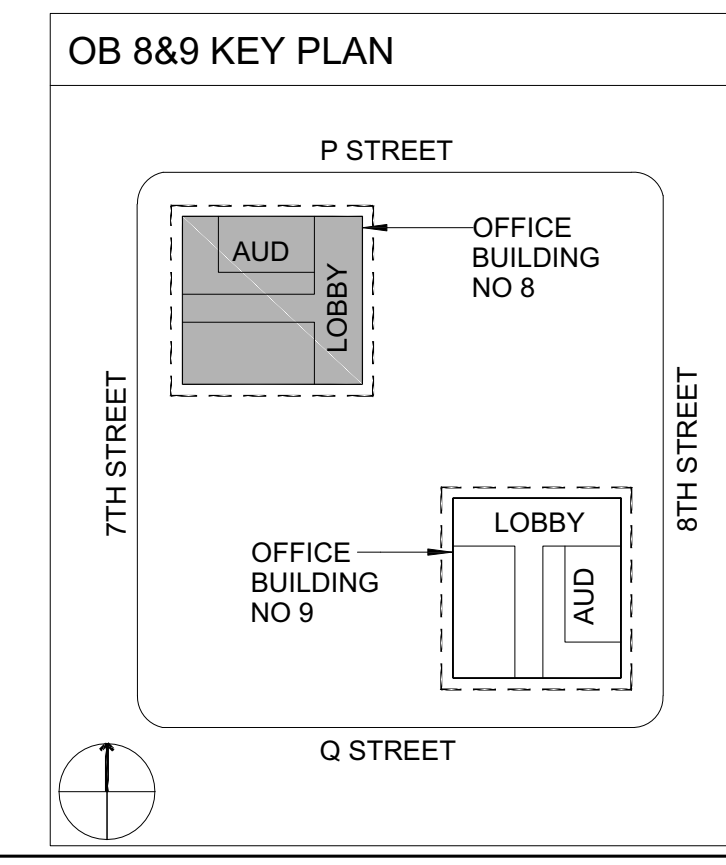 OB 8&9 KEY PLAN
P STREET
AUD
LOBBY
OFFICE
BUILDING
NO 8
7TH STREET
8TH STREET
LOBBY
AUD
OFFICE
BUILDING
NO 9
Q STREET